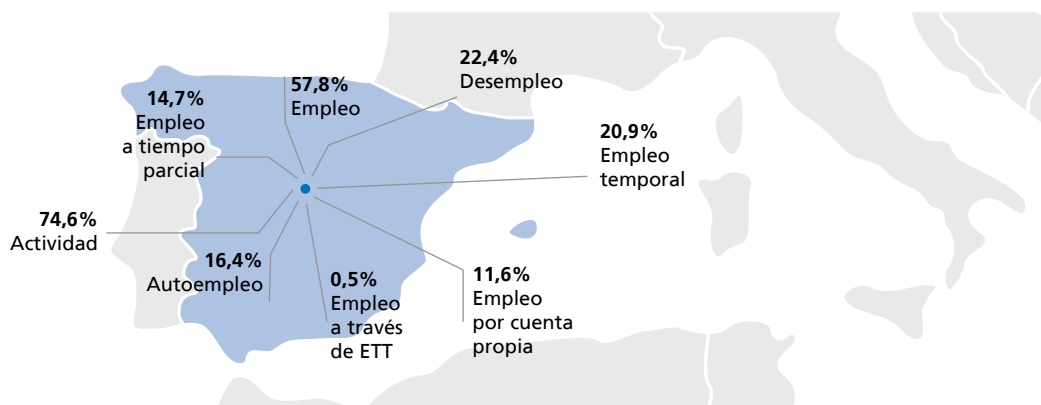 22,4%
Desempleo
57,8%
Empleo
14,7%
Empleo
a tiempo
parcial
20,9%
Empleo
temporal
74,6%
Actividad
16,4%
Autoempleo
0,5%
Empleo
a través
de ETT
11,6%
Empleo
por cuenta
propia